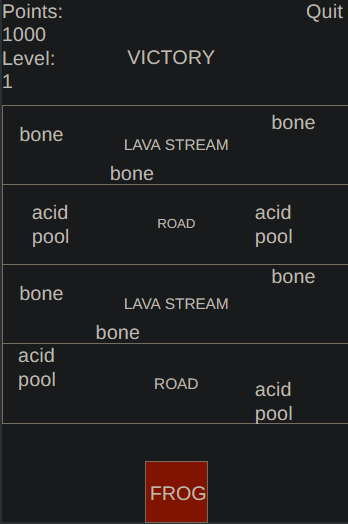 Points:
1000
Level:
1
Quit
VICTORY
bone
LAVA STREAM
bone
bone
acid
pool
ROAD
acid
pool
bone
bone
LAVA STREAM
bone
acid
pool
ROAD
acid
pool
FROG